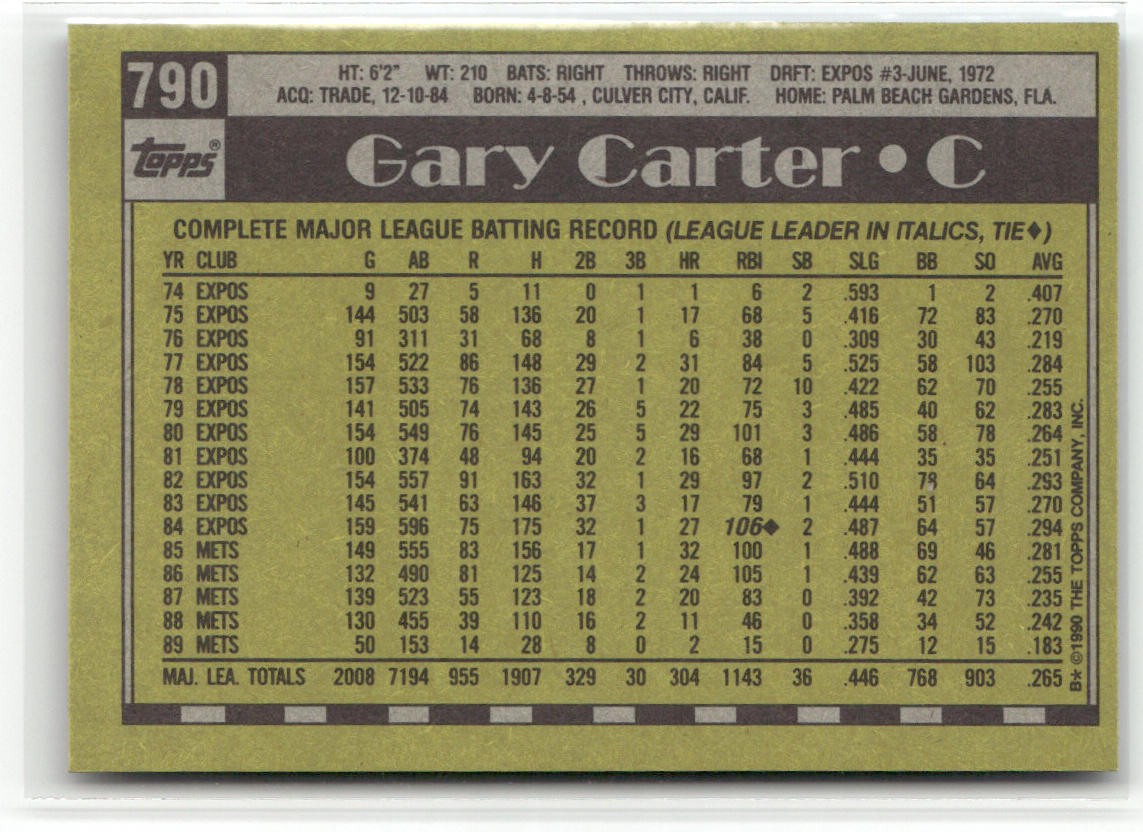 790
HT: 6'2" WT: 210 BATS: RIGHT THROWS: RIGHT DRFT: EXPOS #3-JUNE, 1972
ACQ: TRADE, 12-10-84 BORN: 4-8-54 , CULVER CITY, CALIF. HOME: PALM BEACH GARDENS, FLA.
topps®
Gary Carter • C
COMPLETE MAJOR LEAGUE BATTING RECORD (LEAGUE LEADER IN ITALICS, TIE♦)
YR CLUB G AB R H 2B 3B HR RBI SB SLG BB SO AVG
74 EXPOS 9 27 5 11 0 1 1 6 2 .593 1 2 .407
75 EXPOS 144 503 58 136 20 1 17 68 5 .416 72 83 .270
76 EXPOS 91 311 31 68 8 1 6 38 0 .309 30 43 .219
77 EXPOS 154 522 86 148 29 2 31 84 5 .525 58 103 .284
78 EXPOS 157 533 76 136 27 1 20 72 10 .422 62 70 .255
79 EXPOS 141 505 74 143 26 5 22 75 3 .485 40 62 .283
80 EXPOS 154 549 76 145 25 5 29 101 3 .486 58 78 .264
81 EXPOS 100 374 48 94 20 2 16 68 1 .444 35 35 .251
82 EXPOS 154 557 91 163 32 1 29 97 2 .510 78 64 .293
83 EXPOS 145 541 63 146 37 3 17 79 1 .444 51 57 .270
84 EXPOS 159 596 75 175 32 1 27 106♦ 2 .487 64 57 .294
85 METS 149 555 83 156 17 1 32 100 1 .488 69 46 .281
86 METS 132 490 81 125 14 2 24 105 1 .439 62 63 .255
87 METS 139 523 55 123 18 2 20 83 0 .392 42 73 .235
88 METS 130 455 39 110 16 2 11 46 0 .358 34 52 .242
89 METS 50 153 14 28 8 0 2 15 0 .275 12 15 .183
MAJ. LEA. TOTALS 2008 7194 955 1907 329 30 304 1143 36 .446 768 903 .265
B* ©1990 THE TOPPS COMPANY, INC.